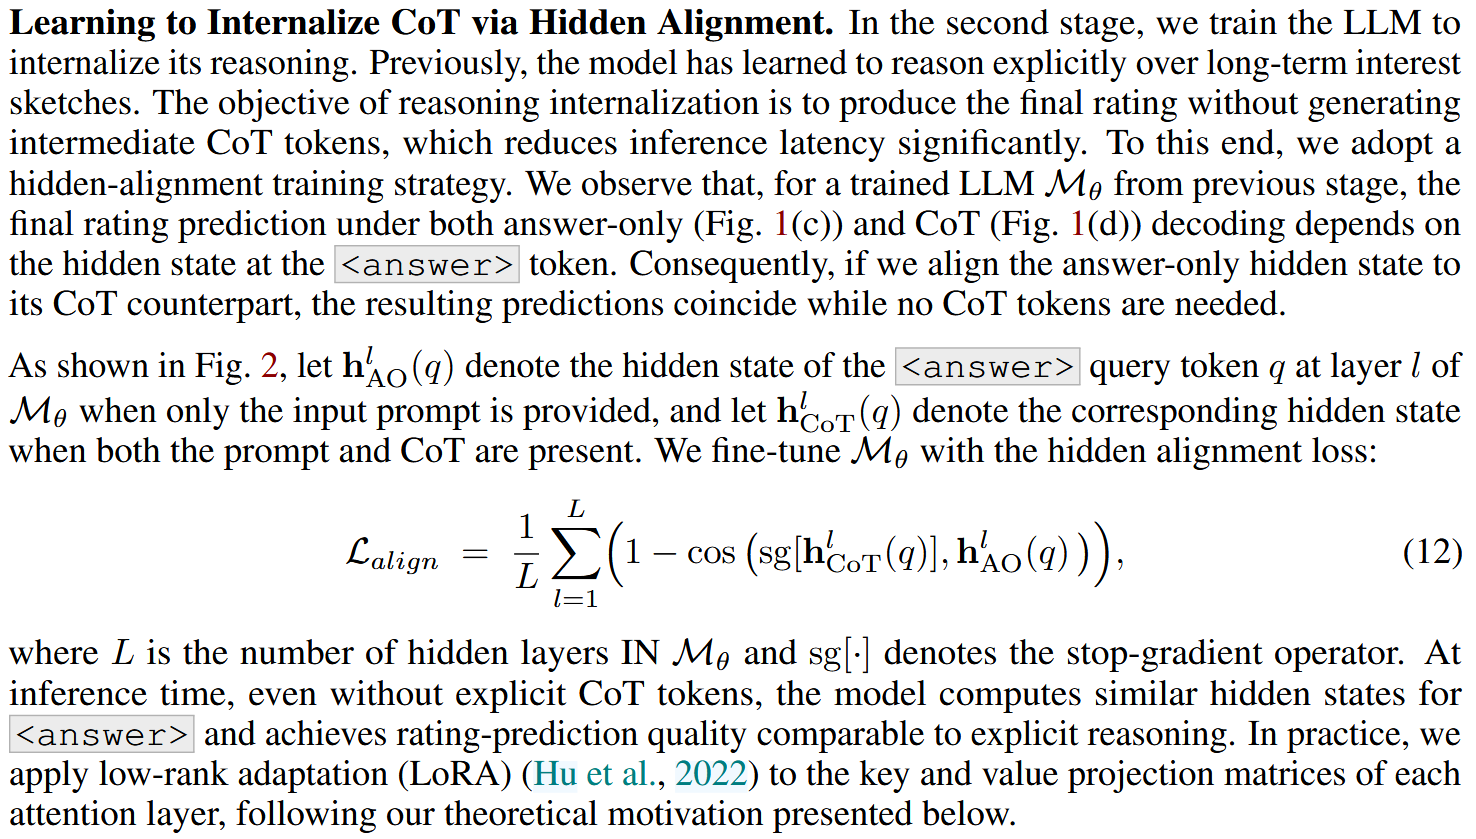 Learning to Internalize CoT via Hidden Alignment. In the second stage, we train the LLM to
internalize its reasoning. Previously, the model has learned to reason explicitly over long-term interest
sketches. The objective of reasoning internalization is to produce the final rating without generating
intermediate CoT tokens, which reduces inference latency significantly. To this end, we adopt a
hidden-alignment training strategy. We observe that, for a trained LLM $\mathcal{M}_\theta$ from previous stage, the
final rating prediction under both answer-only (Fig. 1(c)) and CoT (Fig. 1(d)) decoding depends on
the hidden state at the <answer> token. Consequently, if we align the answer-only hidden state to
its CoT counterpart, the resulting predictions coincide while no CoT tokens are needed.
As shown in Fig. 2, let $\mathbf{h}^l_{\text{AO}}(q)$ denote the hidden state of the <answer> query token $q$ at layer $l$ of
$\mathcal{M}_\theta$ when only the input prompt is provided, and let $\mathbf{h}^l_{\text{CoT}}(q)$ denote the corresponding hidden state
when both the prompt and CoT are present. We fine-tune $\mathcal{M}_\theta$ with the hidden alignment loss:
$\mathcal{L}_{align} = \frac{1}{L} \sum_{l=1}^{L} \Big( 1 - \cos \big( \text{sg}[\mathbf{h}^l_{\text{CoT}}(q)], \mathbf{h}^l_{\text{AO}}(q) \big) \Big),$ (12)
where $L$ is the number of hidden layers IN $\mathcal{M}_\theta$ and sg[·] denotes the stop-gradient operator. At
inference time, even without explicit CoT tokens, the model computes similar hidden states for
<answer> and achieves rating-prediction quality comparable to explicit reasoning. In practice, we
apply low-rank adaptation (LoRA) (Hu et al., 2022) to the key and value projection matrices of each
attention layer, following our theoretical motivation presented below.